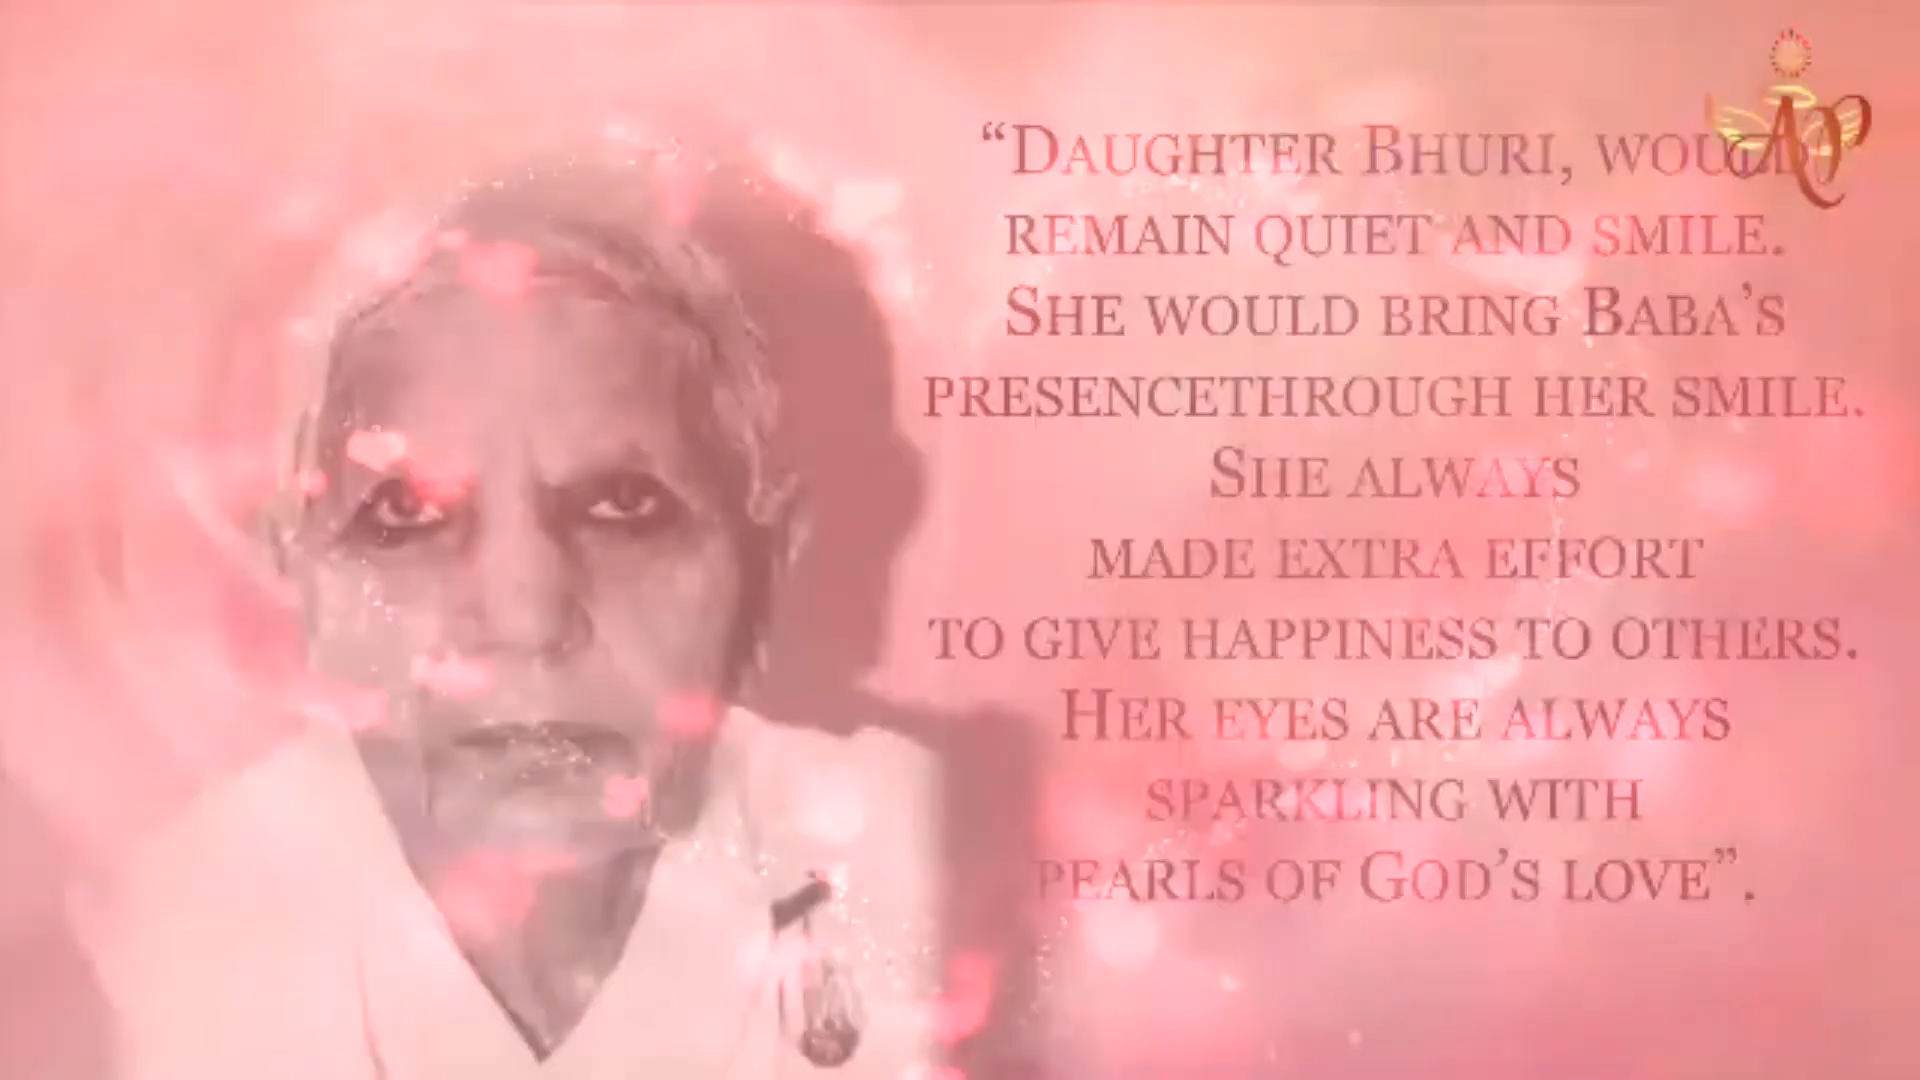 “Daughter Bhuri, would
remain quiet and smile.
She would bring Baba’s
presencethrough her smile.
She always
made extra effort
to give happiness to others.
Her eyes are always
sparkling with
pearls of God’s love”.